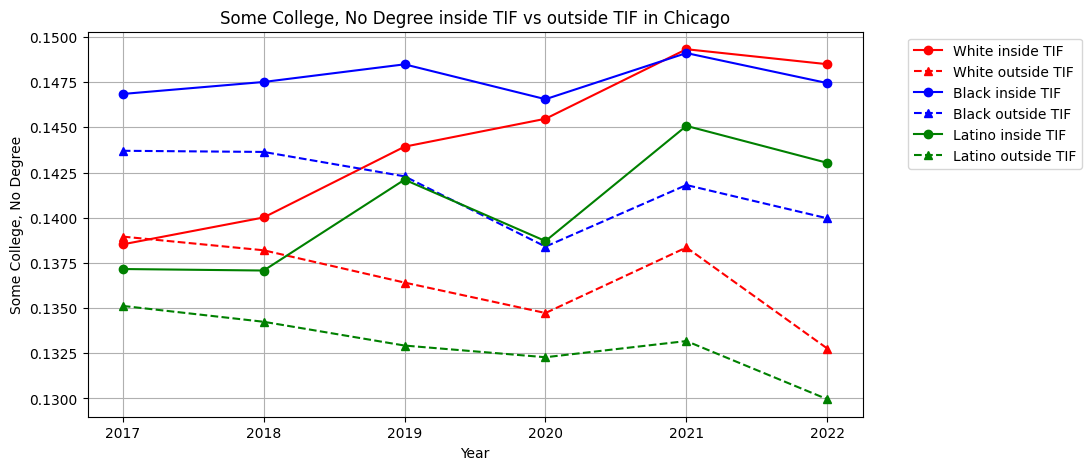 Some College, No Degree inside TIF vs outside TIF in Chicago
0.1500
0.1475
0.1450
0.1425
0.1400
0.1375
0.1350
0.1325
0.1300
Some College, No Degree
2017 2018 2019 2020 2021 2022
Year
White inside TIF
White outside TIF
Black inside TIF
Black outside TIF
Latino inside TIF
Latino outside TIF